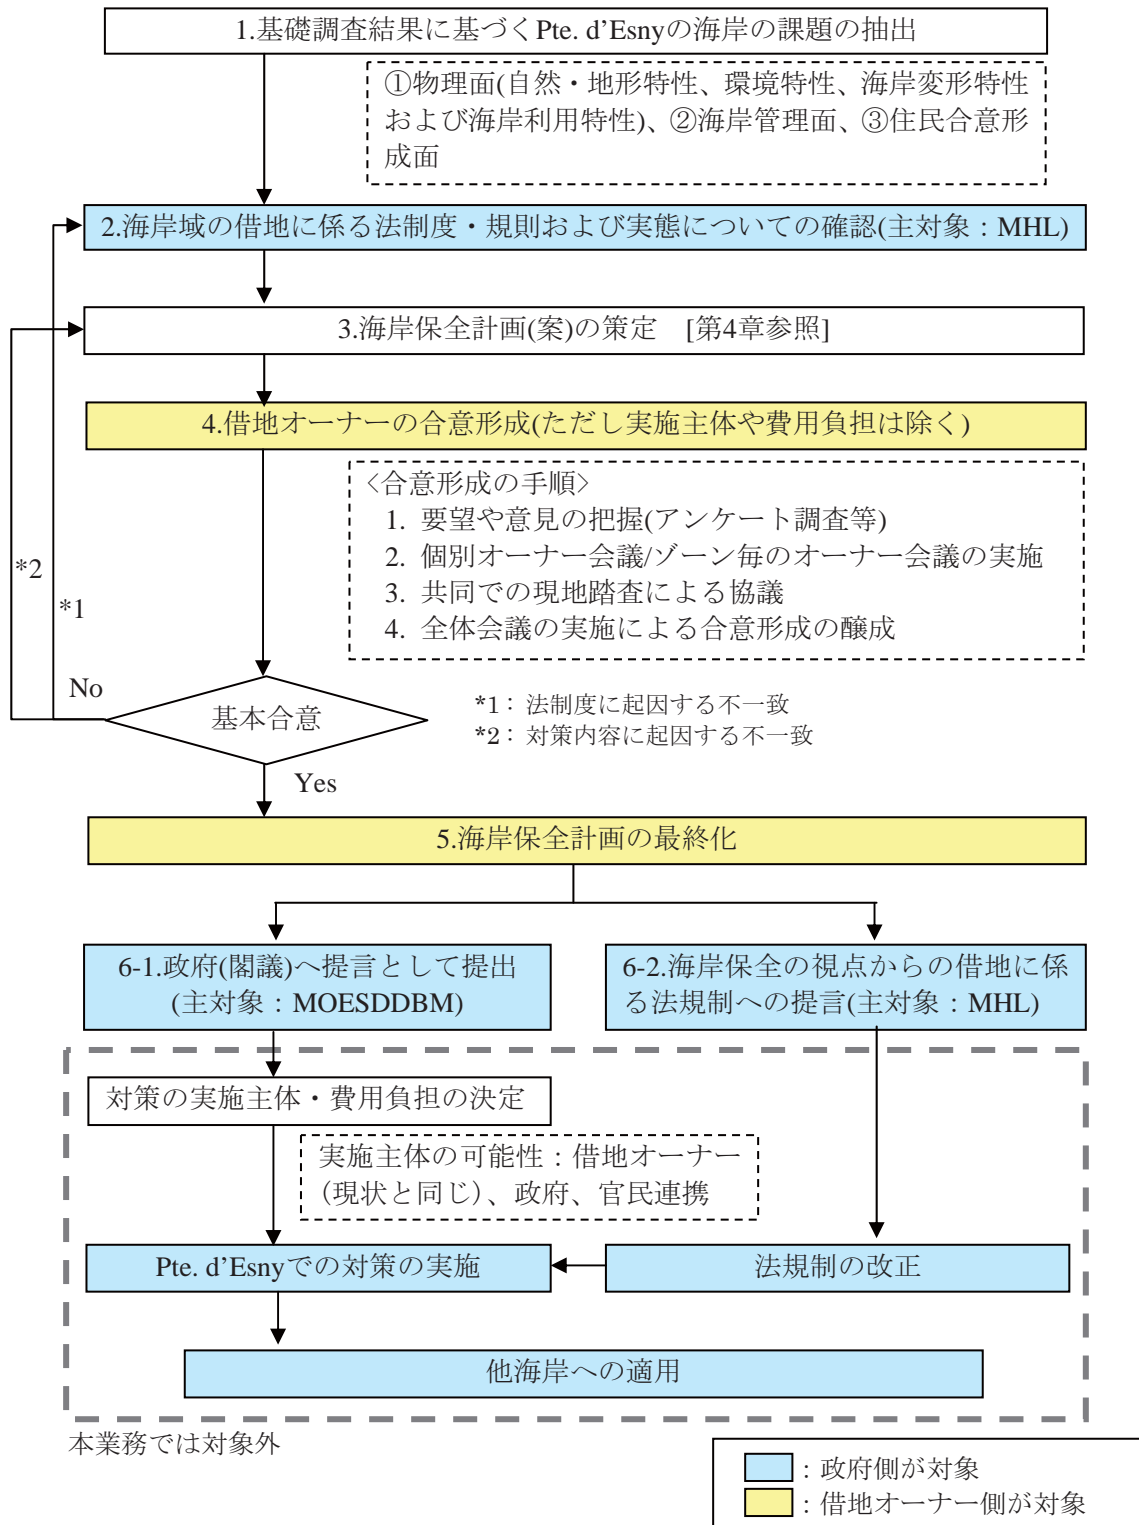 1.基礎調査結果に基づくPte. d’Esnyの海岸の課題の抽出
①物理面(自然・地形特性、環境特性、海岸変形特性
および海岸利用特性)、②海岸管理面、③住民合意形
成面
2.海岸域の借地に係る法制度・規則および実態についての確認(主対象：MHL)
3.海岸保全計画(案)の策定　[第4章参照]
4.借地オーナーの合意形成(ただし実施主体や費用負担は除く)
<合意形成の手順>
1. 要望や意見の把握(アンケート調査等)
2. 個別オーナー会議/ゾーン毎のオーナー会議の実施
3. 共同での現地踏査による協議
4. 全体会議の実施による合意形成の醸成
*2
*1
No
基本合意
*1：法制度に起因する不一致
*2：対策内容に起因する不一致
Yes
5.海岸保全計画の最終化
6-1.政府(閣議)へ提言として提出
(主対象：MOESDDBM)
6-2.海岸保全の視点からの借地に係
る法規制への提言(主対象：MHL)
対策の実施主体・費用負担の決定
実施主体の可能性：借地オーナー
（現状と同じ）、政府、官民連携
Pte. d’Esnyでの対策の実施
法規制の改正
他海岸への適用
本業務では対象外
：政府側が対象
：借地オーナー側が対象